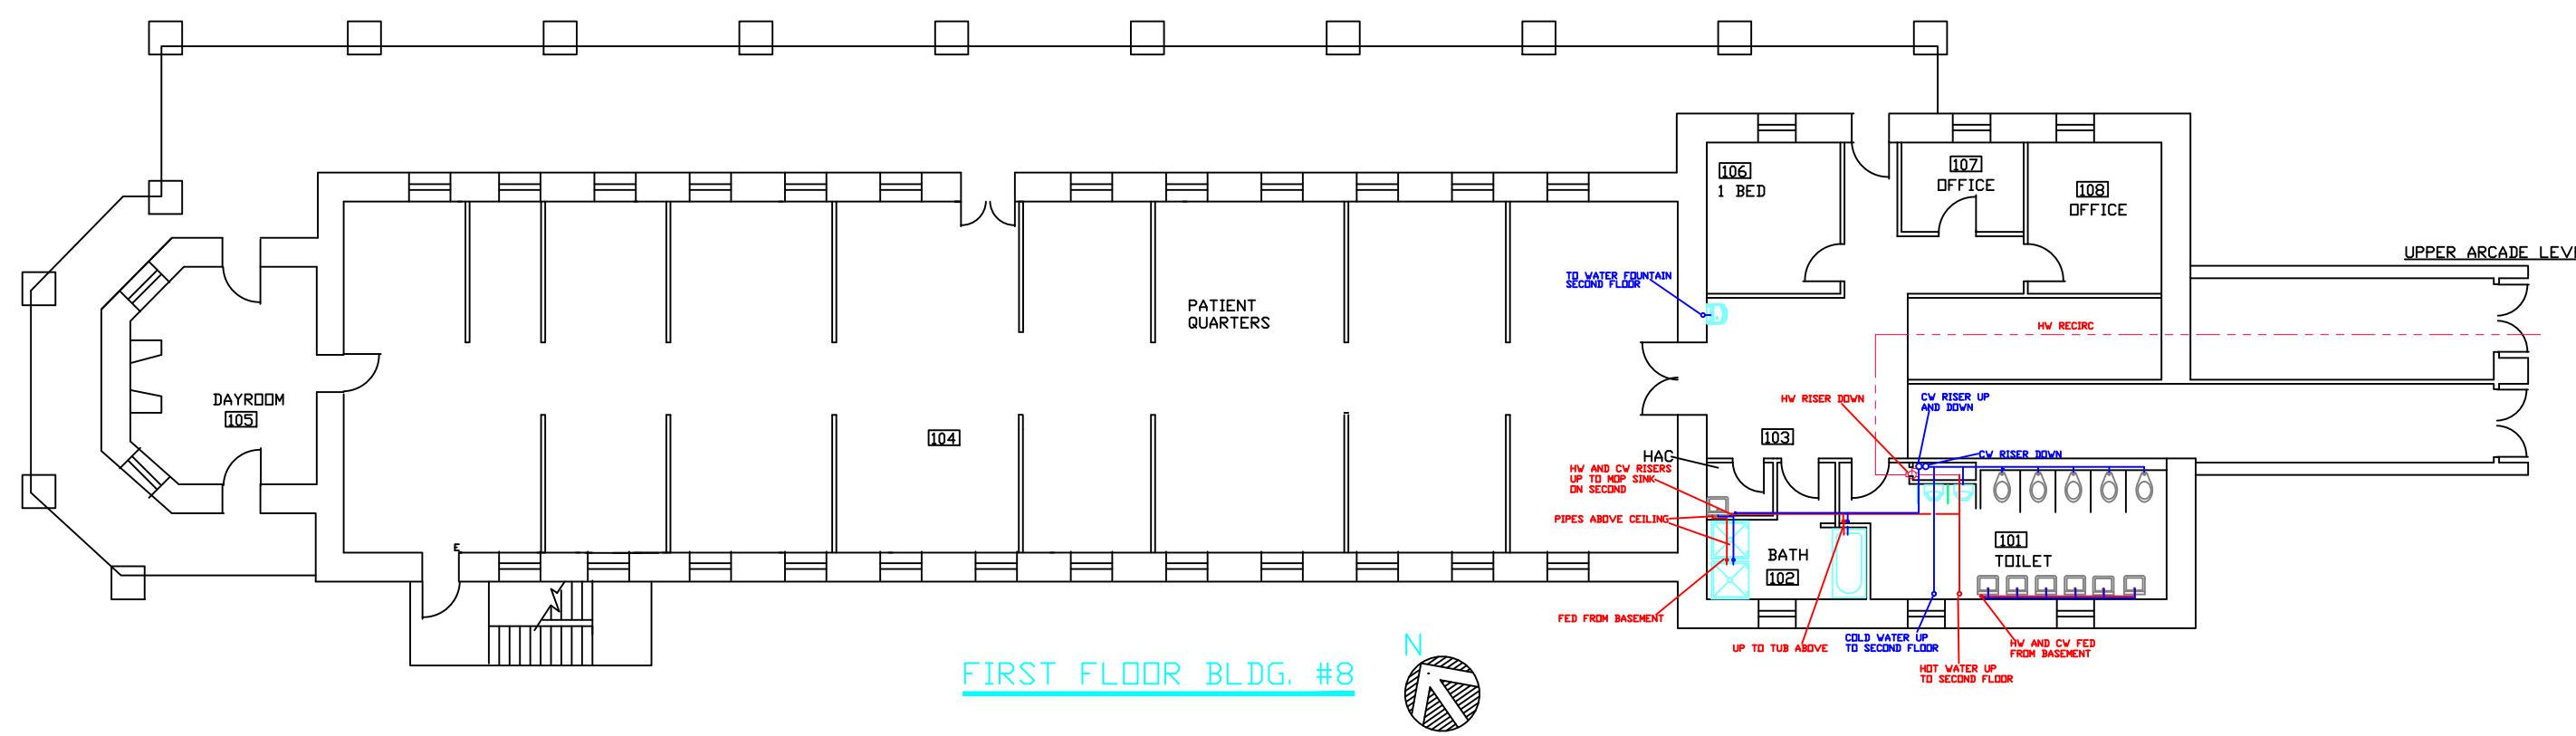 106
1 BED
107
OFFICE
108
OFFICE
UPPER ARCADE LEV
TO WATER FOUNTAIN
SECOND FLOOR
D
PATIENT
QUARTERS
HW RECIRC
DAYROOM
105
HW RISER DOWN
CW RISER UP
AND DOWN
104
103
HAC
CW RISER DOWN
HW AND CW RISERS
UP TO MOP SINK
ON SECOND
PIPES ABOVE CEILING
E
BATH
102
101
TOILET
FED FROM BASEMENT
UP TO TUB ABOVE
COLD WATER UP
TO SECOND FLOOR
HW AND CW FED
FROM BASEMENT
HOT WATER UP
TO SECOND FLOOR
FIRST FLOOR BLDG. #8
N